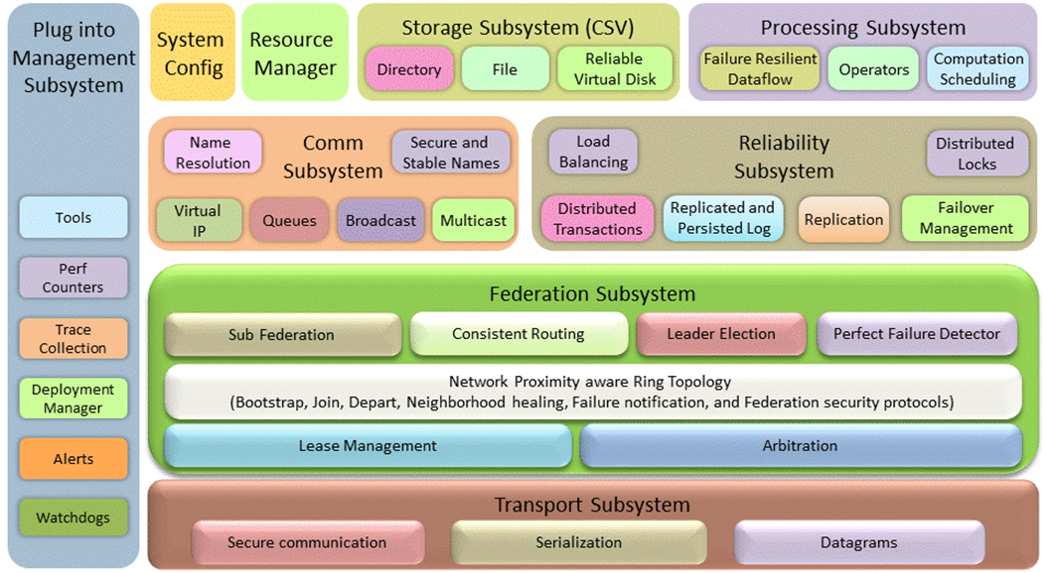 Plug into
Management
Subsystem
Tools
Perf
Counters
Trace
Collection
Deployment
Manager
Alerts
Watchdogs
System
Config
Resource
Manager
Storage Subsystem (CSV)
Directory
File
Reliable
Virtual Disk
Processing Subsystem
Failure Resilient
Dataflow
Operators
Computation
Scheduling
Comm
Subsystem
Name
Resolution
Secure and
Stable Names
Virtual
IP
Queues
Broadcast
Multicast
Reliability
Subsystem
Load
Balancing
Distributed
Locks
Distributed
Transactions
Replicated and
Persisted Log
Replication
Failover
Management
Federation Subsystem
Sub Federation
Consistent Routing
Leader Election
Perfect Failure Detector
Network Proximity aware Ring Topology
(Bootstrap, Join, Depart, Neighborhood healing, Failure notification, and Federation security protocols)
Lease Management
Arbitration
Transport Subsystem
Secure communication
Serialization
Datagrams